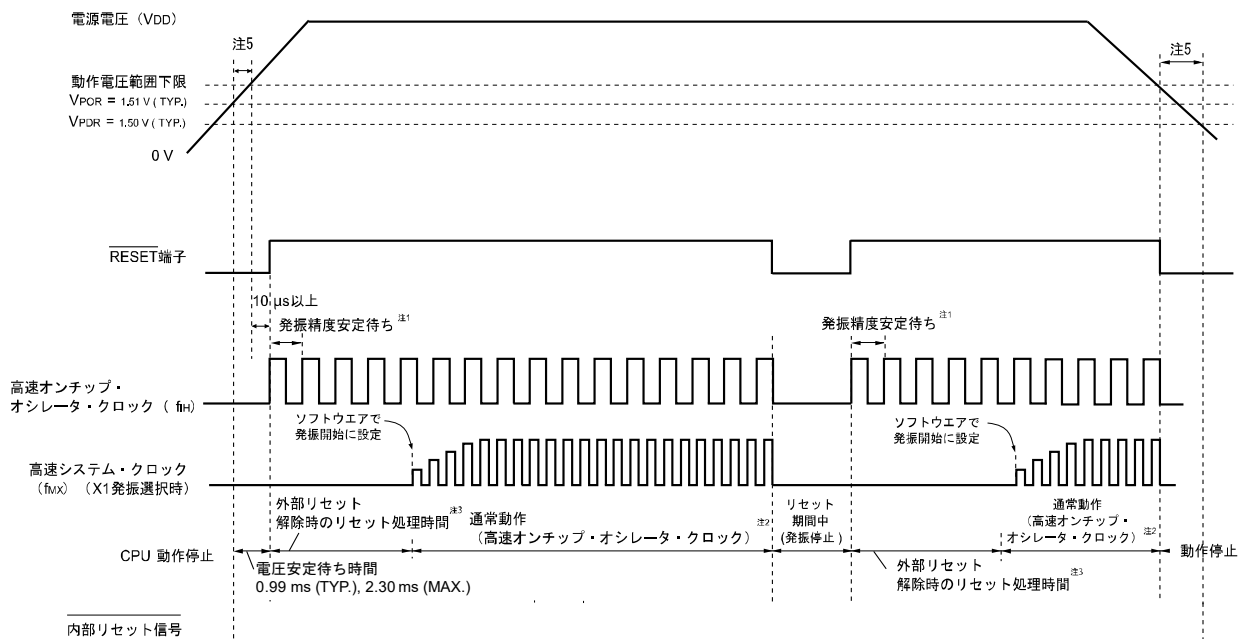 電源電圧（VDD）
注5
注5
動作電圧範囲下限
VPOR = 1.51 V ( TYP.)
VPDR = 1.50 V ( TYP.)
0 V
RESET端子
10 μs以上
発振精度安定待ち 注1
発振精度安定待ち 注1
高速オンチップ・
オシレータ・クロック（ fIH）
ソフトウエアで
発振開始に設定
ソフトウエアで
発振開始に設定
高速システム・クロック
（fMX）（X1発振選択時）
外部リセット
解除時のリセット処理時間 注3
通常動作
（高速オンチップ・オシレータ・クロック） 注2
リセット
期間中
（発振停止）
通常動作
（高速オンチップ・
オシレータ・クロック） 注2
CPU 動作停止
動作停止
電圧安定待ち時間
0.99 ms (TYP.), 2.30 ms (MAX.)
外部リセット
解除時のリセット処理時間 注3
内部リセット信号